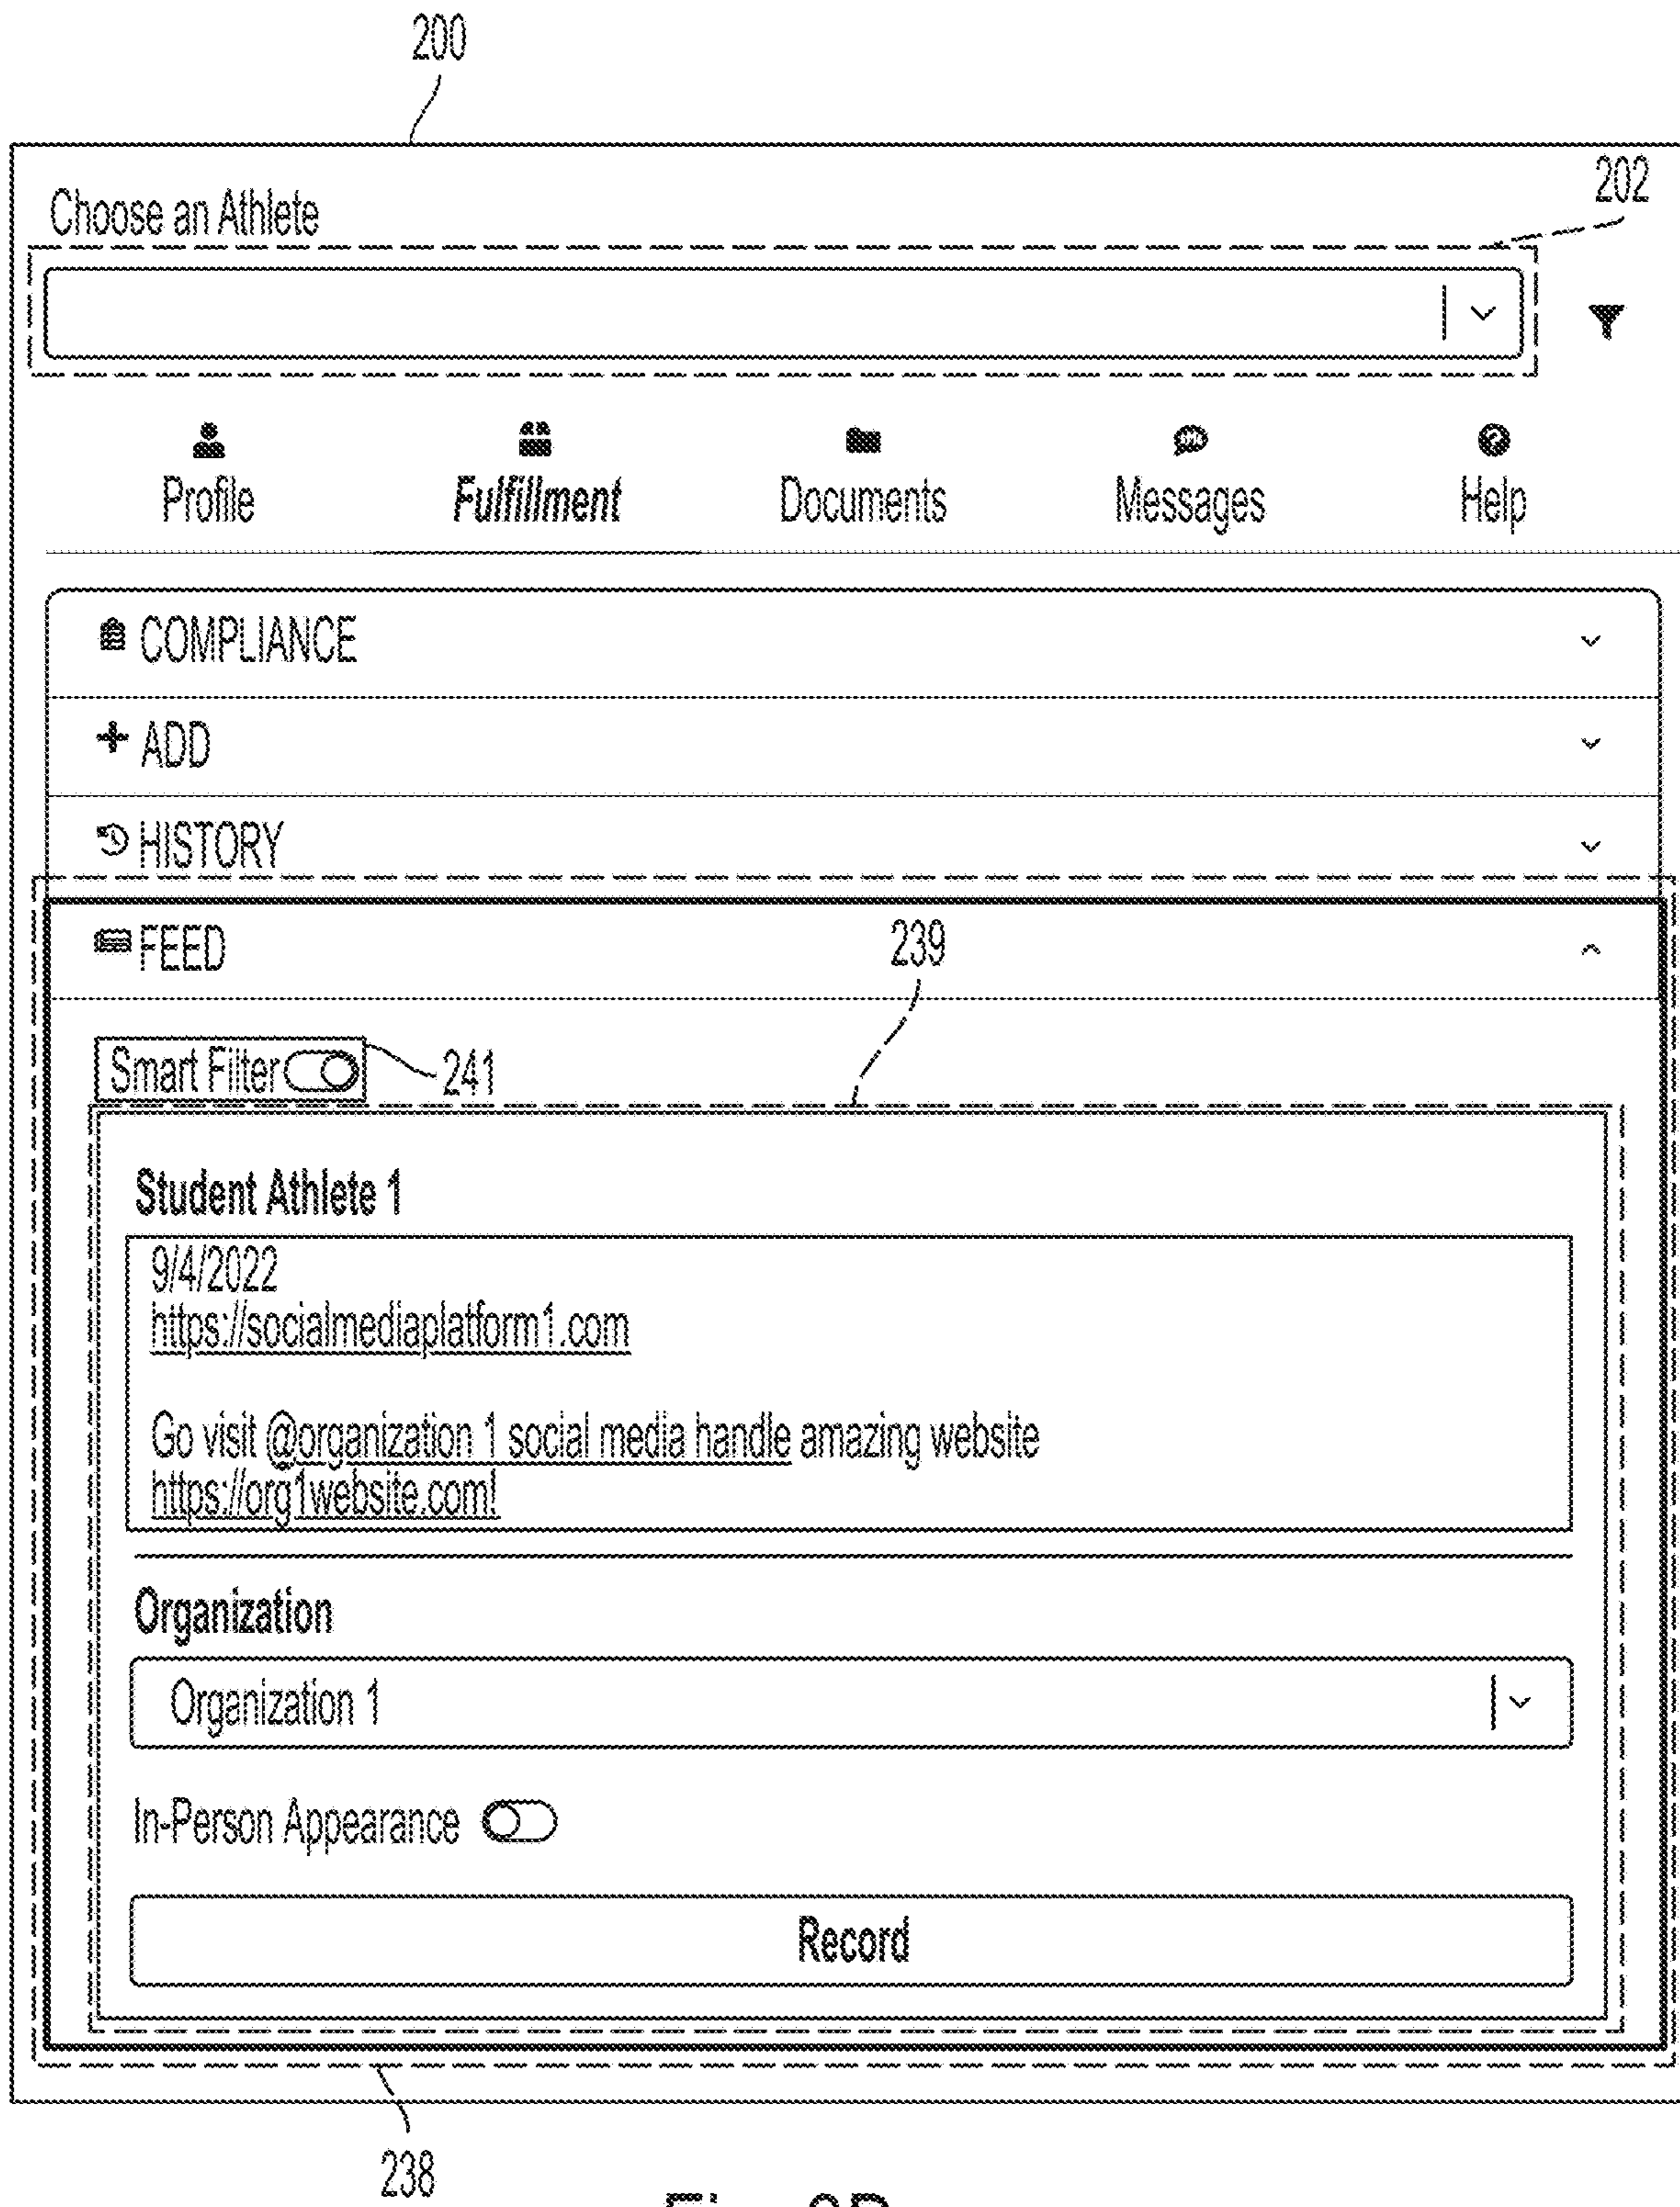 200
202
Choose an Athlete
Profile Fulfillment Documents Messages Help
COMPLIANCE
ADD
HISTORY
FEED
239
Smart Filter
241
Student Athlete 1
9/4/2022
https://socialmediaplatform1.com
Go visit @organization 1 social media handle amazing website
https://org1website.com!
Organization
Organization 1
In-Person Appearance
Record
238